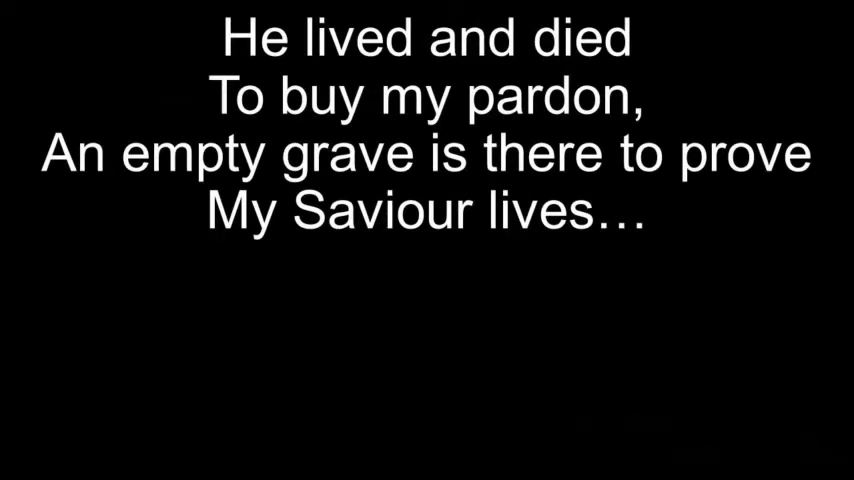 He lived and died
To buy my pardon,
An empty grave is there to prove
My Saviour lives…